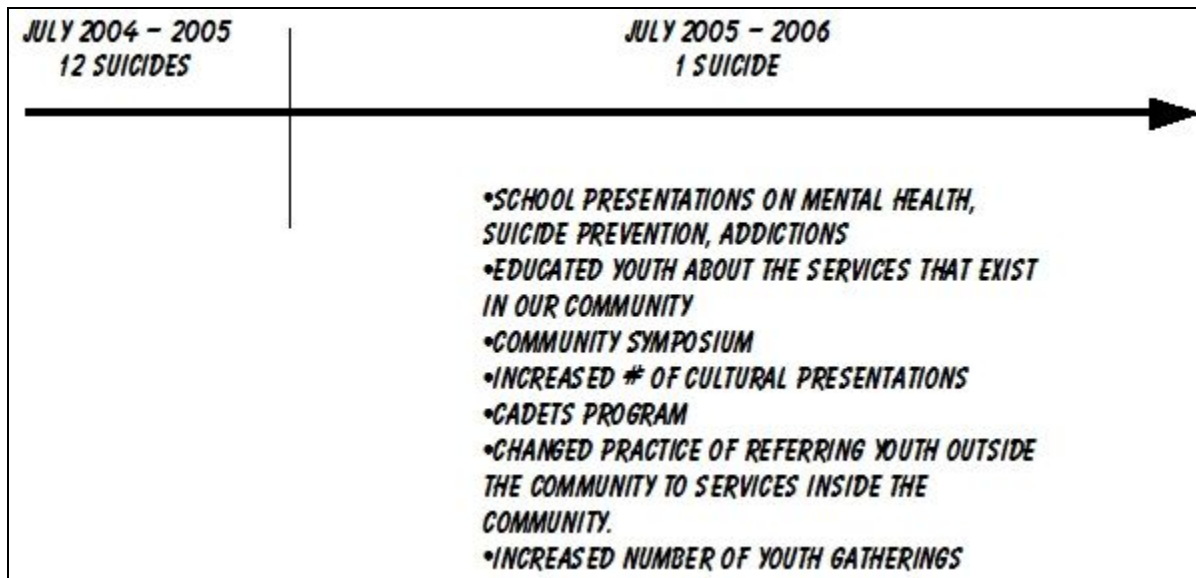 JULY 2004 – 2005
12 SUICIDES
JULY 2005 – 2006
1 SUICIDE
•SCHOOL PRESENTATIONS ON MENTAL HEALTH,
SUICIDE PREVENTION, ADDICTIONS
•EDUCATED YOUTH ABOUT THE SERVICES THAT EXIST
IN OUR COMMUNITY
•COMMUNITY SYMPOSIUM
•INCREASED # OF CULTURAL PRESENTATIONS
•CADETS PROGRAM
•CHANGED PRACTICE OF REFERRING YOUTH OUTSIDE
THE COMMUNITY TO SERVICES INSIDE THE
COMMUNITY.
•INCREASED NUMBER OF YOUTH GATHERINGS